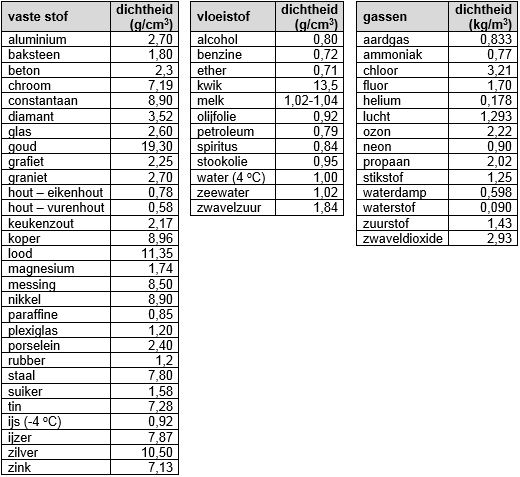 vaste stof dichtheid (g/cm³)
aluminium 2,70
baksteen 1,80
beton 2,3
chroom 7,19
constantaan 8,90
diamant 3,52
glas 2,60
goud 19,30
grafiet 2,25
graniet 2,70
hout – eikenhout 0,78
hout – vurenhout 0,58
keukenzout 2,17
koper 8,96
lood 11,35
magnesium 1,74
messing 8,50
nikkel 8,90
paraffine 0,85
plexiglas 1,20
porselein 2,40
rubber 1,2
staal 7,80
suiker 1,58
tin 7,28
ijs (-4 ºC) 0,92
ijzer 7,87
zilver 10,50
zink 7,13
vloeistof dichtheid (g/cm³)
alcohol 0,80
benzine 0,72
ether 0,71
kwik 13,5
melk 1,02-1,04
olijfolie 0,92
petroleum 0,79
spiritus 0,84
stookolie 0,95
water (4 ºC) 1,00
zeewater 1,02
zwavelzuur 1,84
gassen dichtheid (kg/m³)
aardgas 0,833
ammoniak 0,77
chloor 3,21
fluor 1,70
helium 0,178
lucht 1,293
ozon 2,22
neon 0,90
propaan 2,02
stikstof 1,25
waterdamp 0,598
waterstof 0,090
zuurstof 1,43
zwaveldioxide 2,93